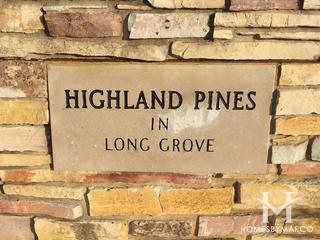 HIGHLAND PINES
IN
LONG GROVE
H
HOMESBYMARCO